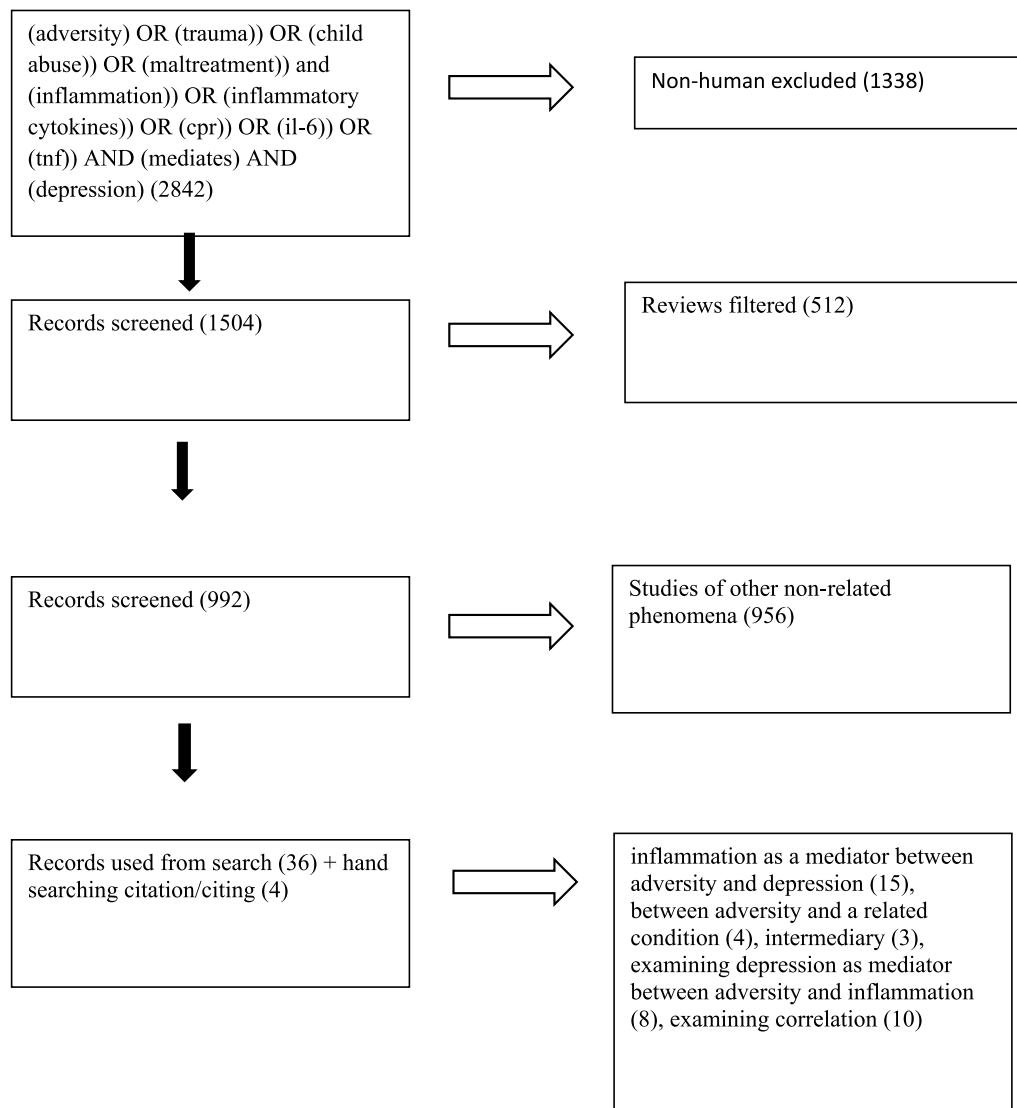 (adversity) OR (trauma)) OR (child
abuse)) OR (maltreatment)) and
(inflammation)) OR (inflammatory
cytokines)) OR (cpr)) OR (il-6)) OR
(tnf)) AND (mediates) AND
(depression) (2842)
Non-human excluded (1338)
Records screened (1504)
Reviews filtered (512)
Records screened (992)
Studies of other non-related
phenomena (956)
Records used from search (36) + hand
searching citation/citing (4)
inflammation as a mediator between
adversity and depression (15),
between adversity and a related
condition (4), intermediary (3),
examining depression as mediator
between adversity and inflammation
(8), examining correlation (10)